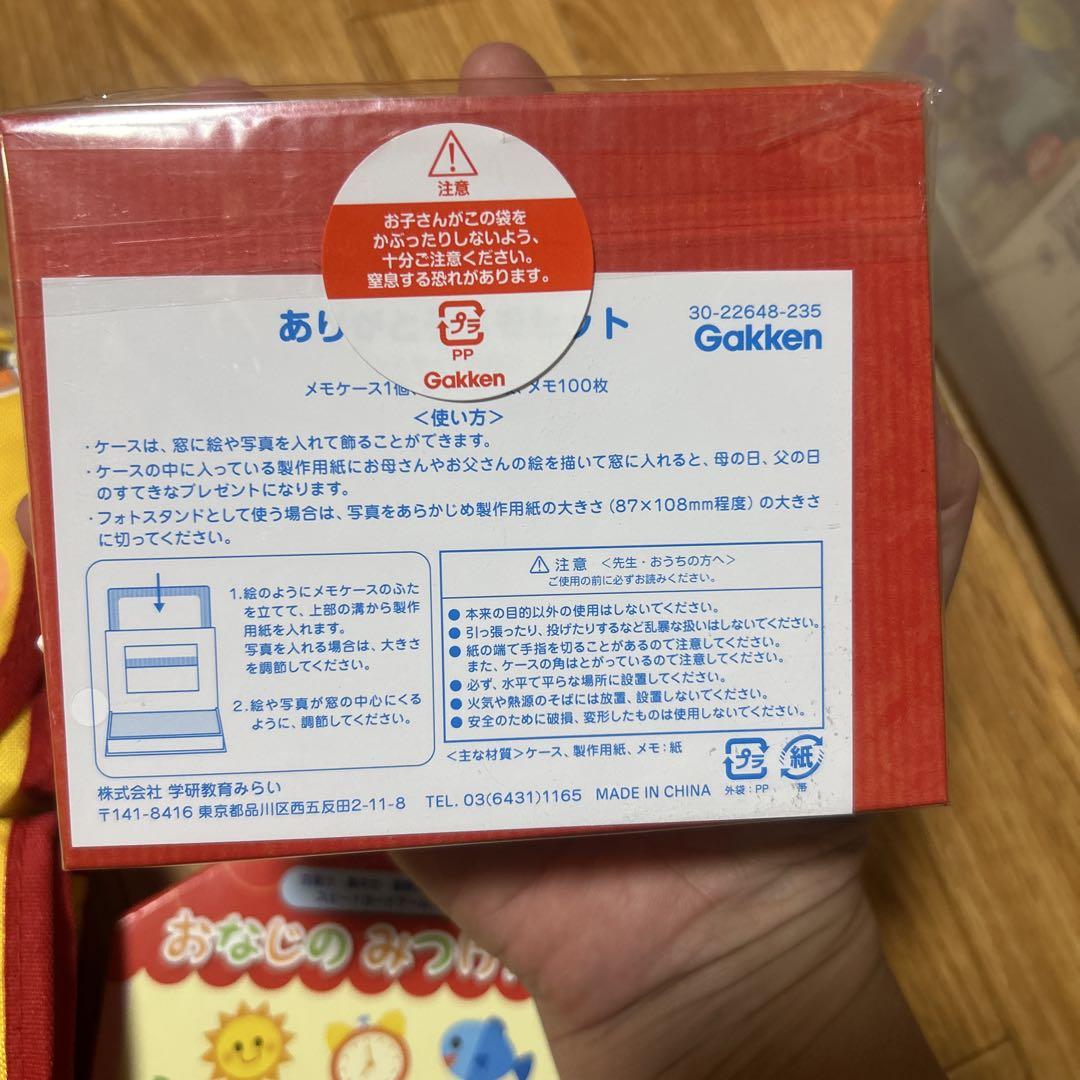 注意
お子さんがこの袋を
かぶったりしないよう、
十分ご注意ください。
窒息する恐れがあります。
プラ
PP
Gakken
あり
ット
30-22648-235
Gakken
メモケース1個
メモ100枚
<使い方>
・ケースは、窓に絵や写真を入れて飾ることができます。
・ケースの中に入っている製作用紙にお母さんやお父さんの絵を描いて窓に入れると、母の日、父の日
のすてきなプレゼントになります。
・フォトスタンドとして使う場合は、写真をあらかじめ製作用紙の大きさ(87×108mm程度)の大きさ
に切ってください。
1.絵のようにメモケースのふた
を立てて、上部の溝から製作
用紙を入れます。
写真を入れる場合は、大きさ
を調節してください。
2.絵や写真が窓の中心にくる
ように、調節してください。
注意 <先生・おうちの方へ>
ご使用の前に必ずお読みください。
●本来の目的以外の使用はしないでください。
●引っ張ったり、投げたりするなど乱暴な扱いはしないでください。
●紙の端で手指を切ることがあるので注意してください。
また、ケースの角はとがっているので注意してください。
●必ず、水平で平らな場所に設置してください。
●火気や熱源のそばには放置、設置しないでください。
●安全のために破損、変形したものは使用しないでください。
<主な材質>ケース、製作用紙、メモ:紙
プラ
紙
外袋:PP
帯
株式会社 学研教育みらい
〒141-8416 東京都品川区西五反田2-11-8 TEL. 03(6431)1165 MADE IN CHINA
おなじの みつけ